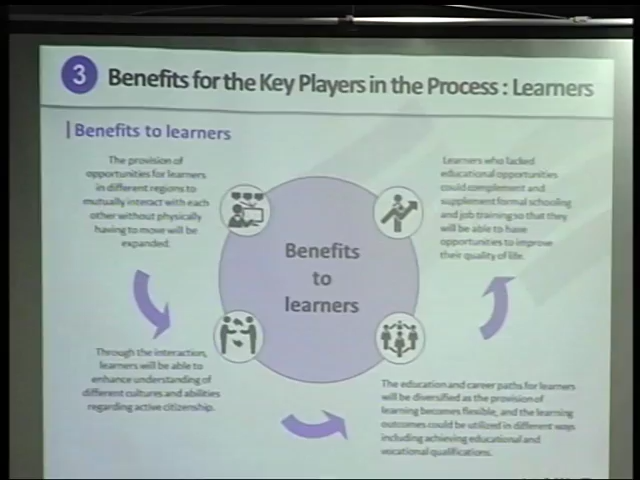 3 Benefits for the Key Players in the Process : Learners
Benefits to learners
The provision of
opportunities for learners
in different regions to
mutually interact with each
other without physically
having to move will be
expanded.
Through the interaction,
learners will be able to
enhance understanding of
different cultures and abilities
regarding active citizenship.
Benefits
to
learners
Learners who lacked
educational opportunities
could complement and
supplement formal schooling
and job training so that they
will be able to have
opportunities to improve
their quality of life.
The education and career paths for learners
will be diversified as the provision of
learning becomes flexible, and the learning
outcomes could be utilized in different ways
including achieving educational and
vocational qualifications.